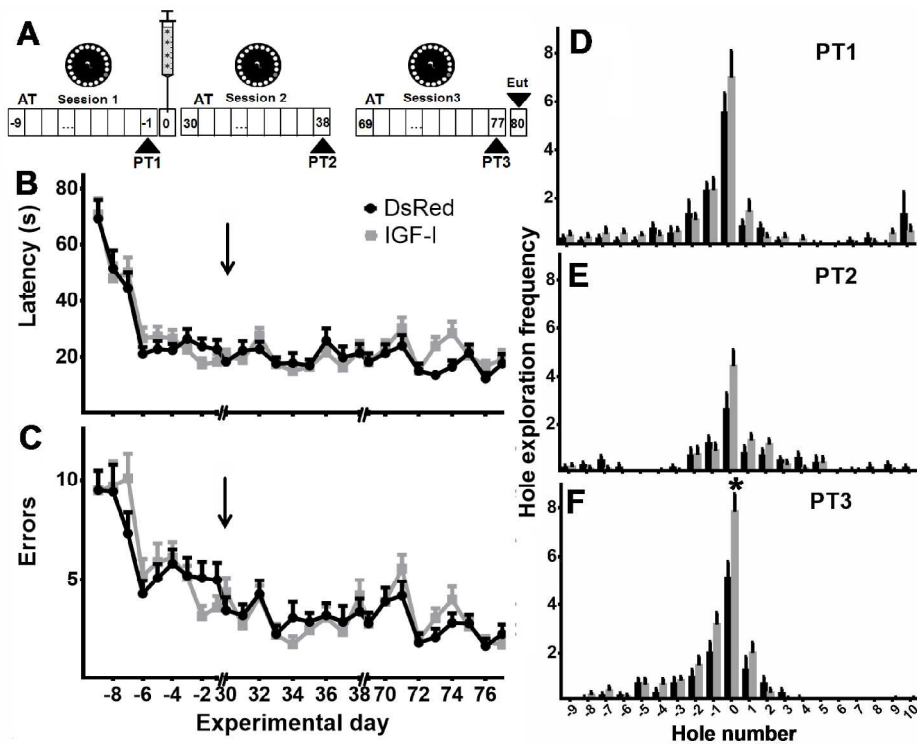 A
AT Session 1
-9 ... -1 0
PT1
AT Session 2
30 ... 38
PT2
AT Session3
69 ... 77 80
Eut
PT3
B
Latency (s)
80
60
40
20
DsRed
IGF-I
C
Errors
10
5
-8 -6 -4 -2 30 32 34 36 38 70 72 74 76
Experimental day
Hole exploration frequency
D
PT1
8
6
4
2
E
PT2
8
6
4
2
F
PT3
*
8
6
4
2
-9 -8 -7 -6 -5 -4 -3 -2 -1 0 1 2 3 4 5 6 7 8 9 10
Hole number